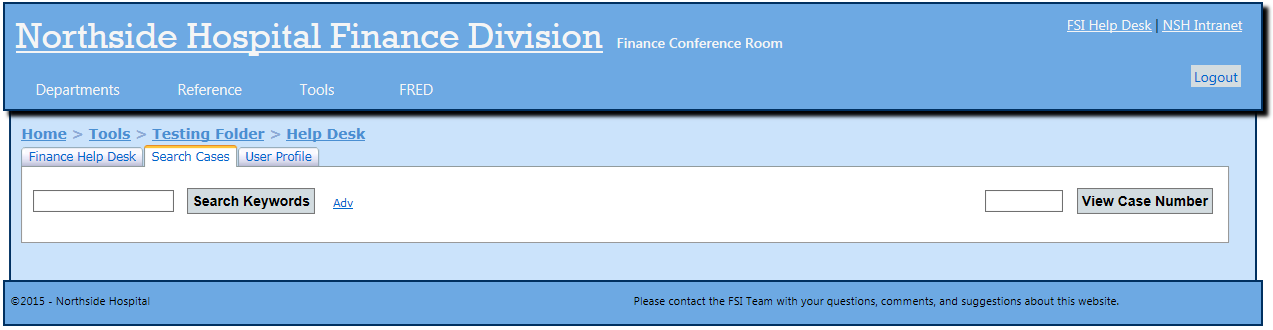 FSI Help Desk | NSH Intranet
Northside Hospital Finance Division Finance Conference Room
Logout
Departments Reference Tools FRED
Home > Tools > Testing Folder > Help Desk
Finance Help Desk Search Cases User Profile
Search Keywords Adv View Case Number
©2015 - Northside Hospital Please contact the FSI Team with your questions, comments, and suggestions about this website.